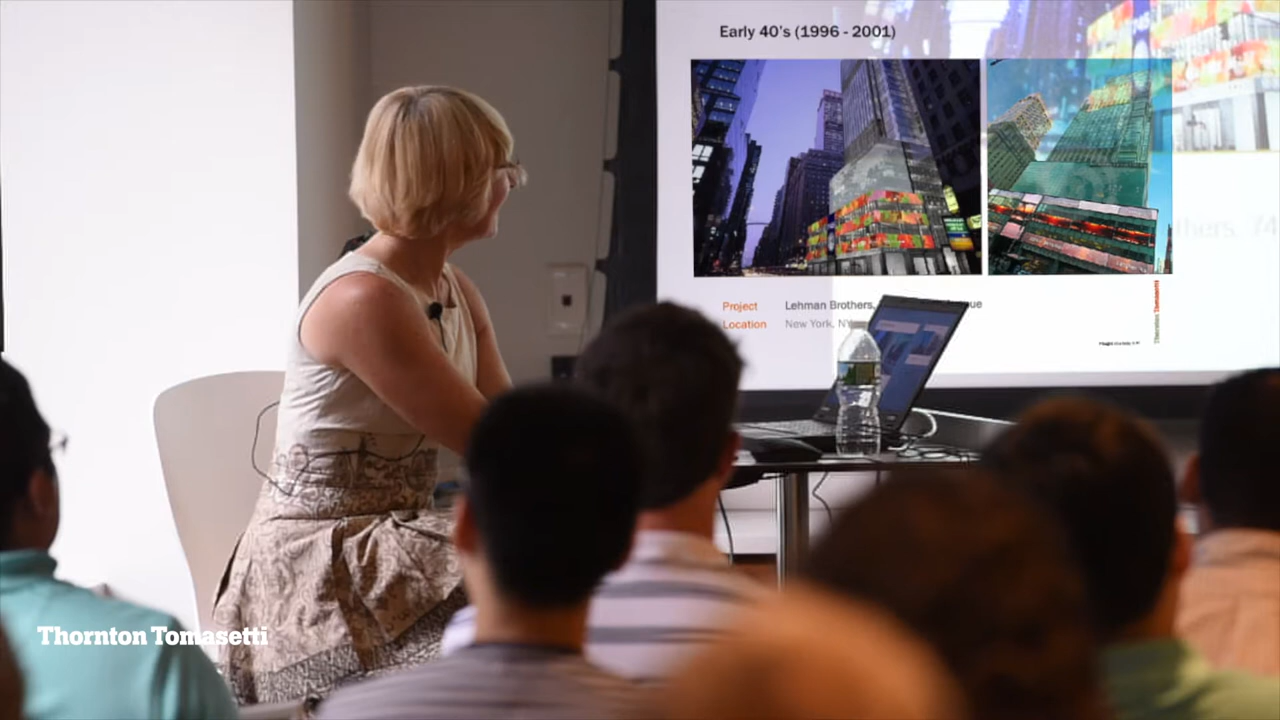 Early 40's (1996 - 2001)
Project Lehman Brothers,
Location New York, NY
Thornton Tomasetti
Thornton Tomasetti